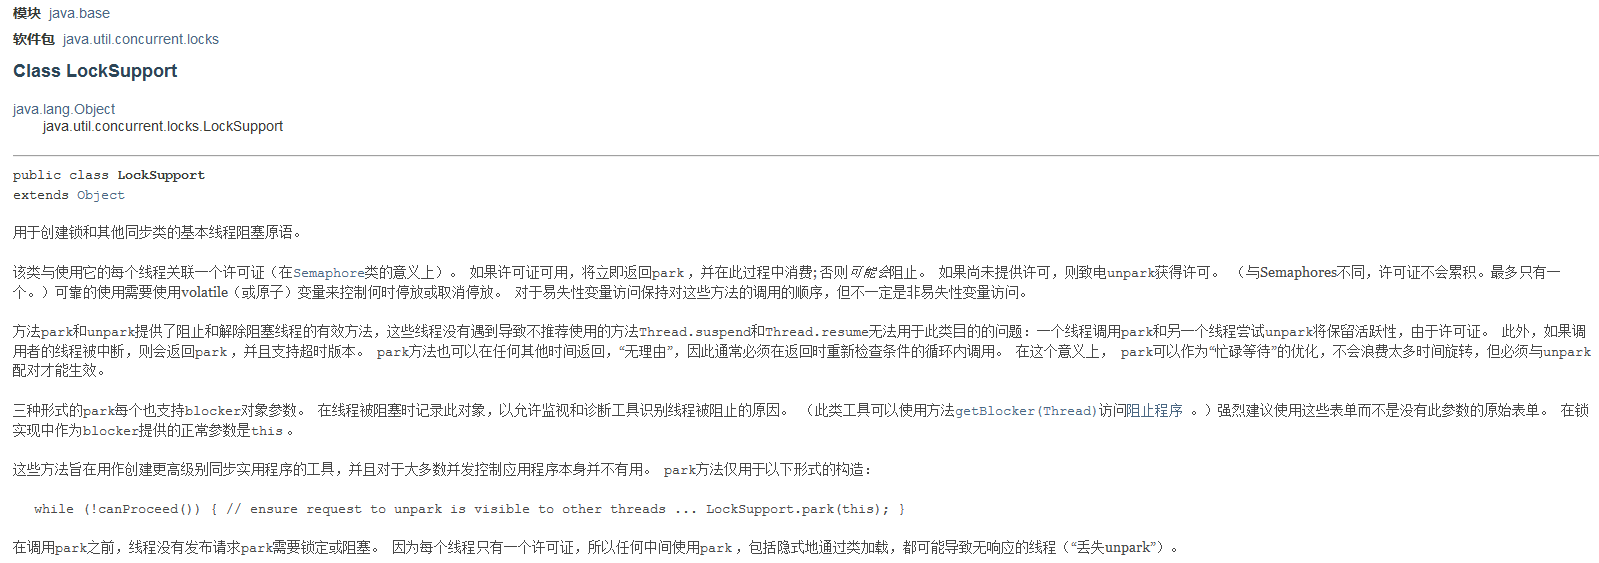 模块 java.base
软件包 java.util.concurrent.locks
Class LockSupport
java.lang.Object
java.util.concurrent.locks.LockSupport
public class LockSupport
extends Object
用于创建锁和其他同步类的基本线程阻塞原语。
该类与使用它的每个线程关联一个许可证（在Semaphore类的意义上）。 如果许可证可用，将立即返回park ，并在此过程中消费;否则可能会阻止。 如果尚未提供许可，则致电unpark获得许可。 （与Semaphores不同，许可证不会累积。最多只有一
个。）可靠的使用需要使用volatile（或原子）变量来控制何时停放或取消停放。 对于易失性变量访问保持对这些方法的调用的顺序，但不一定是非易失性变量访问。
方法park和unpark提供了阻止和解除阻塞线程的有效方法，这些线程没有遇到导致不推荐使用的方法Thread.suspend和Thread.resume无法用于此类目的的问题：一个线程调用park和另一个线程尝试unpark将保留活跃性，由于许可证。 此外，如果调
用者的线程被中断，则会返回park ，并且支持超时版本。 park方法也可以在任何其他时间返回，“无理由”，因此通常必须在返回时重新检查条件的循环内调用。 在这个意义上， park可以作为“忙碌等待”的优化，不会浪费太多时间旋转，但必须与unpark
配对才能生效。
三种形式的park每个也支持blocker对象参数。 在线程被阻塞时记录此对象，以允许监视和诊断工具识别线程被阻止的原因。 （此类工具可以使用方法getBlocker(Thread)访问阻止程序 。）强烈建议使用这些表单而不是没有此参数的原始表单。 在锁
实现中作为blocker提供的正常参数是this 。
这些方法旨在用作创建更高级别同步实用程序的工具，并且对于大多数并发控制应用程序本身并不有用。 park方法仅用于以下形式的构造：
while (!canProceed()) { // ensure request to unpark is visible to other threads ... LockSupport.park(this); }
在调用park之前，线程没有发布请求park需要锁定或阻塞。 因为每个线程只有一个许可证，所以任何中间使用park ，包括隐式地通过类加载，都可能导致无响应的线程（“丢失unpark”）。